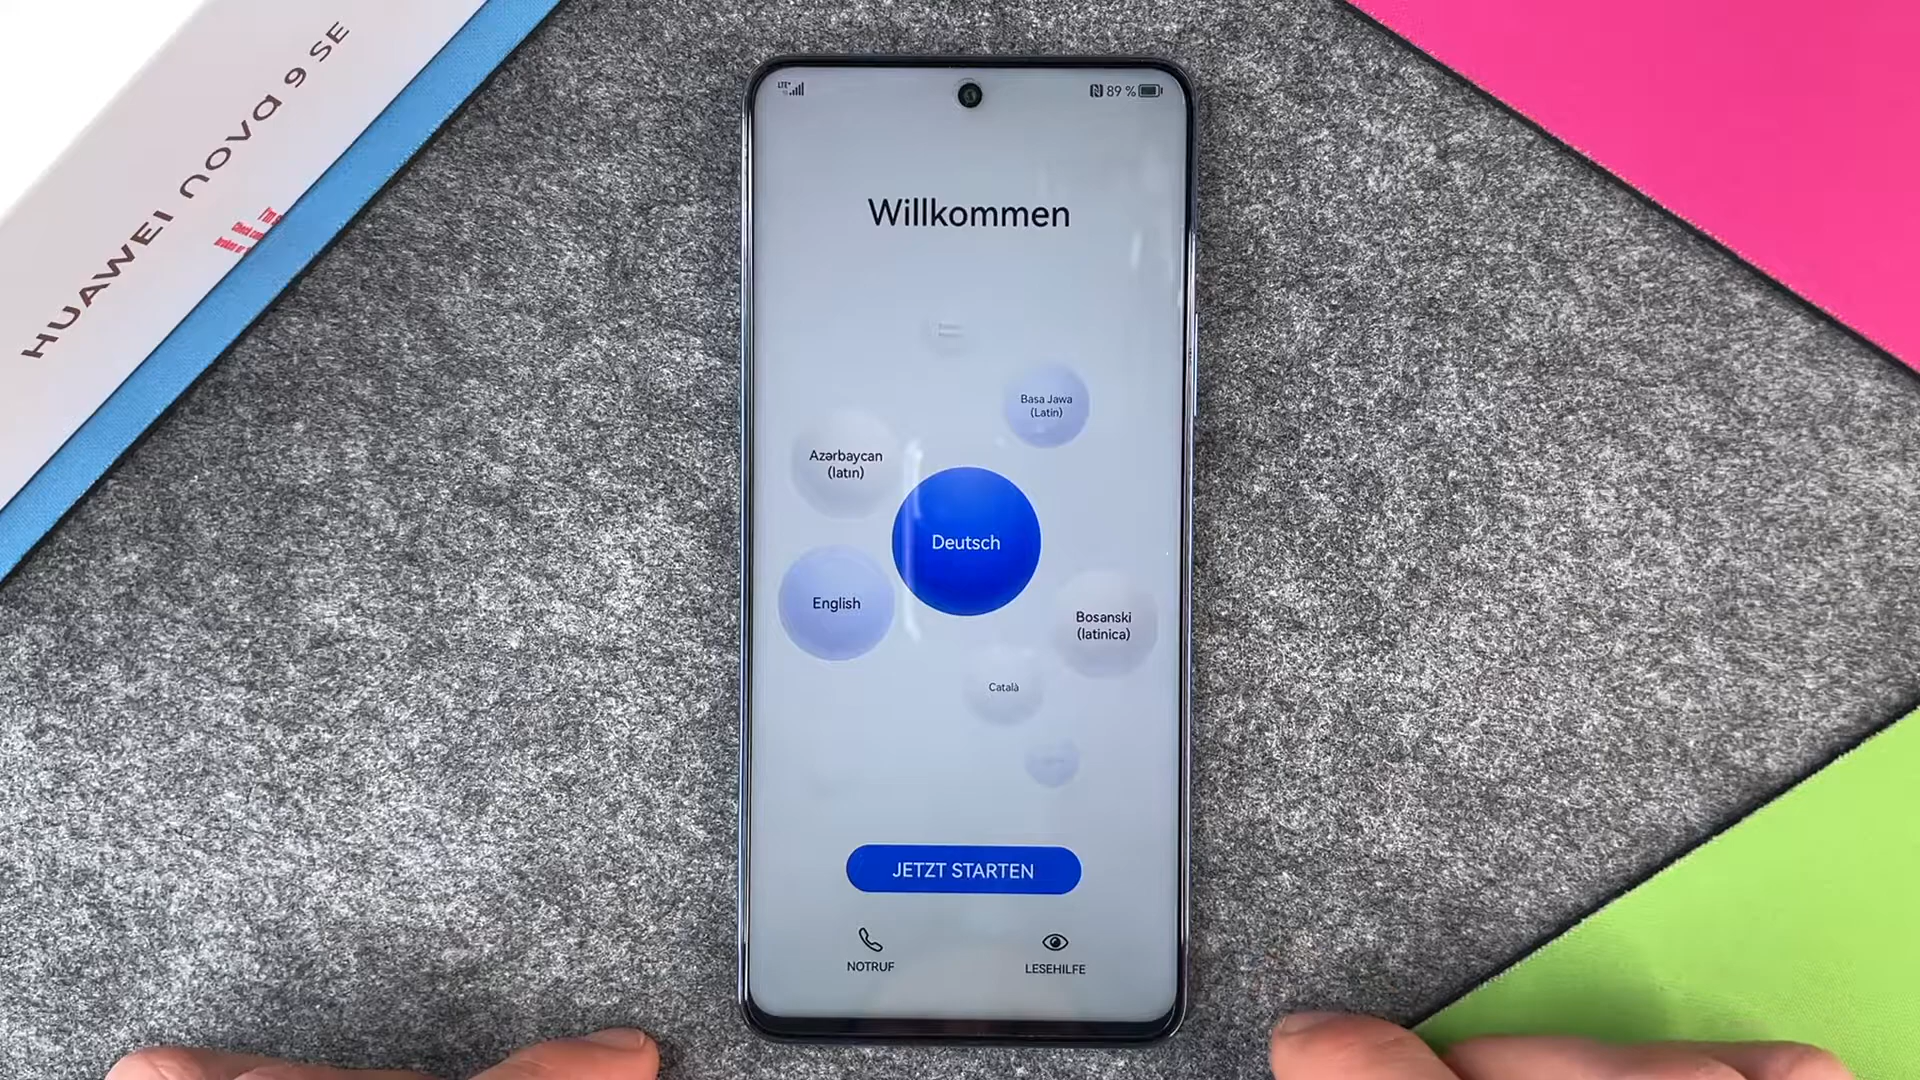 HUAWEI nova 9 SE
LTE+
89 %
Willkommen
Basa Jawa
(Latin)
Azərbaycan
(latın)
Deutsch
English
Bosanski
(latinica)
Català
JETZT STARTEN
NOTRUF
LESEHILFE